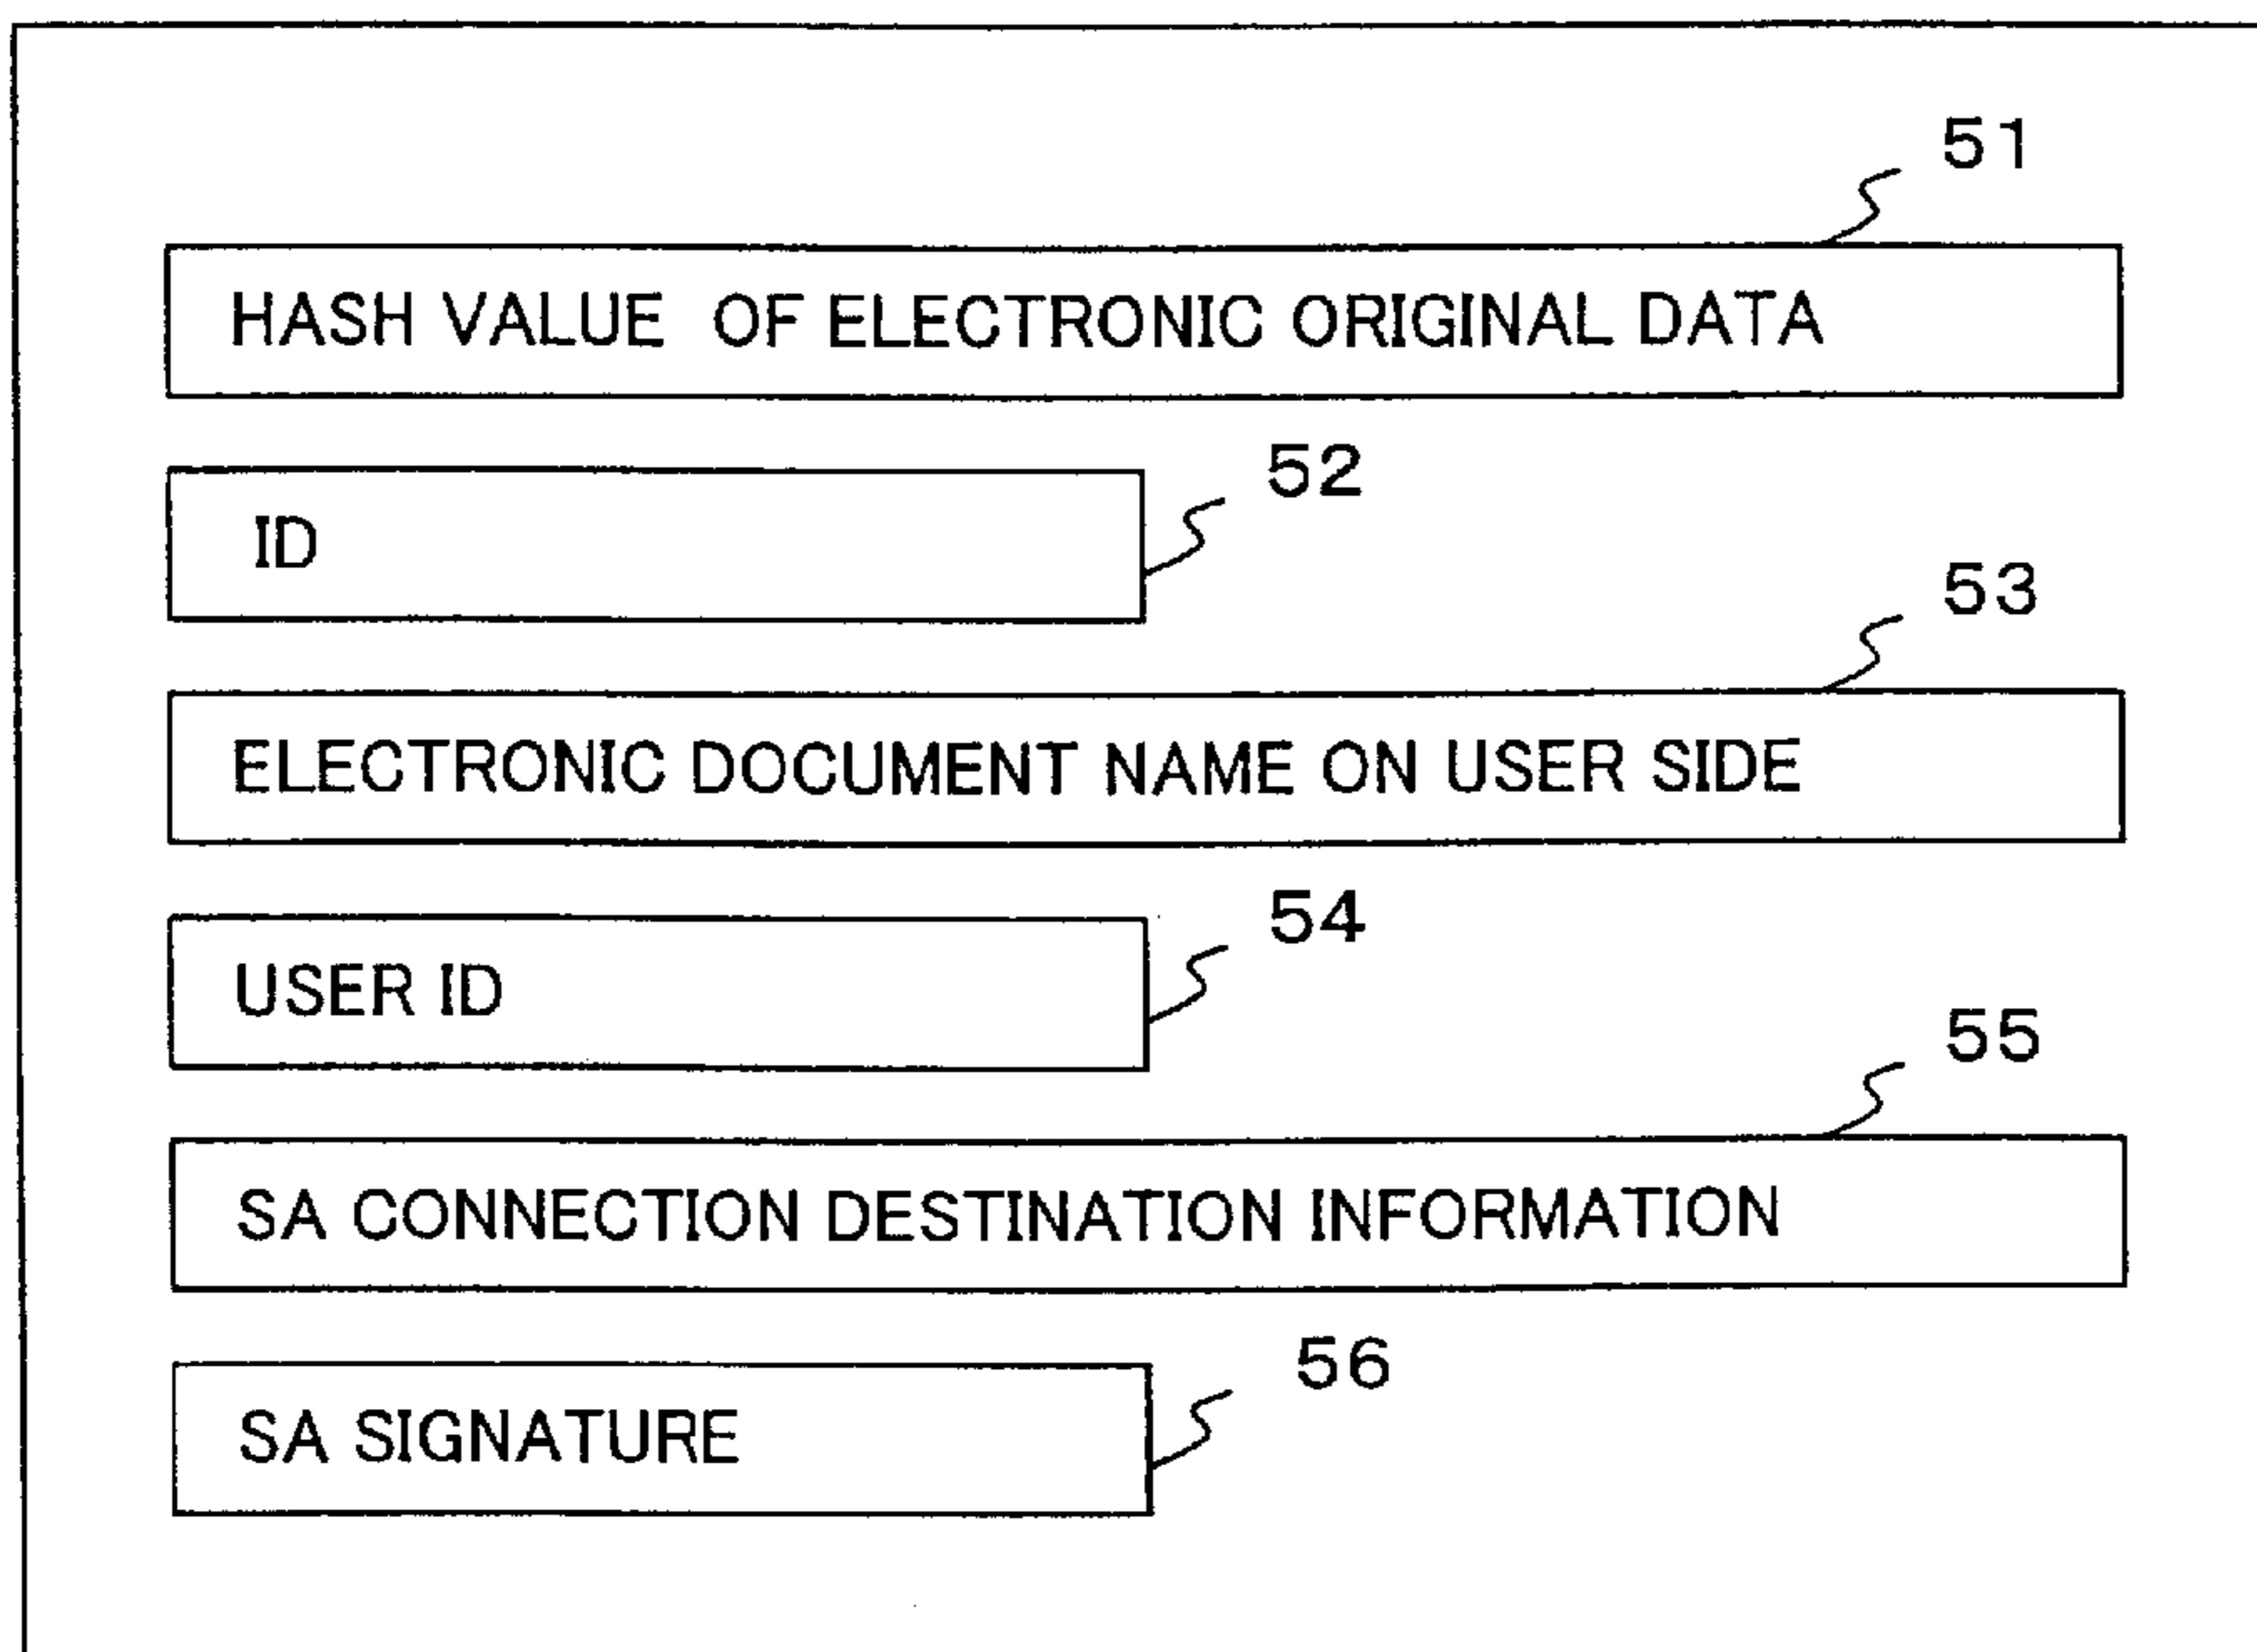 51
HASH VALUE OF ELECTRONIC ORIGINAL DATA
52
ID
53
ELECTRONIC DOCUMENT NAME ON USER SIDE
54
USER ID
55
SA CONNECTION DESTINATION INFORMATION
56
SA SIGNATURE